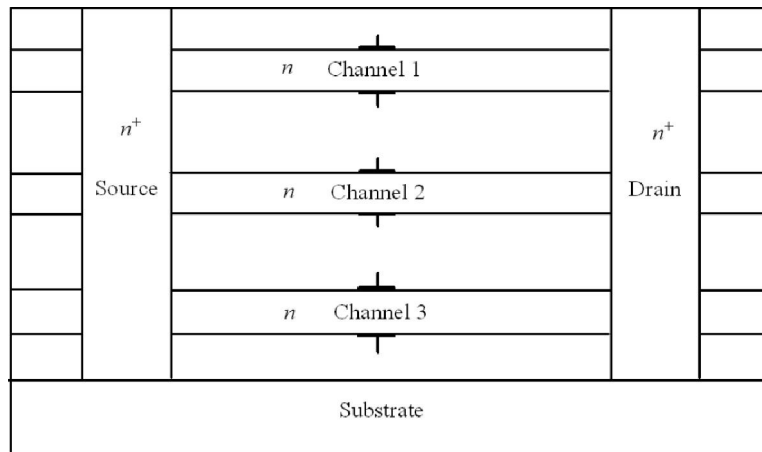 n Channel 1
n⁺ n⁺
Source n Channel 2 Drain
n Channel 3
Substrate